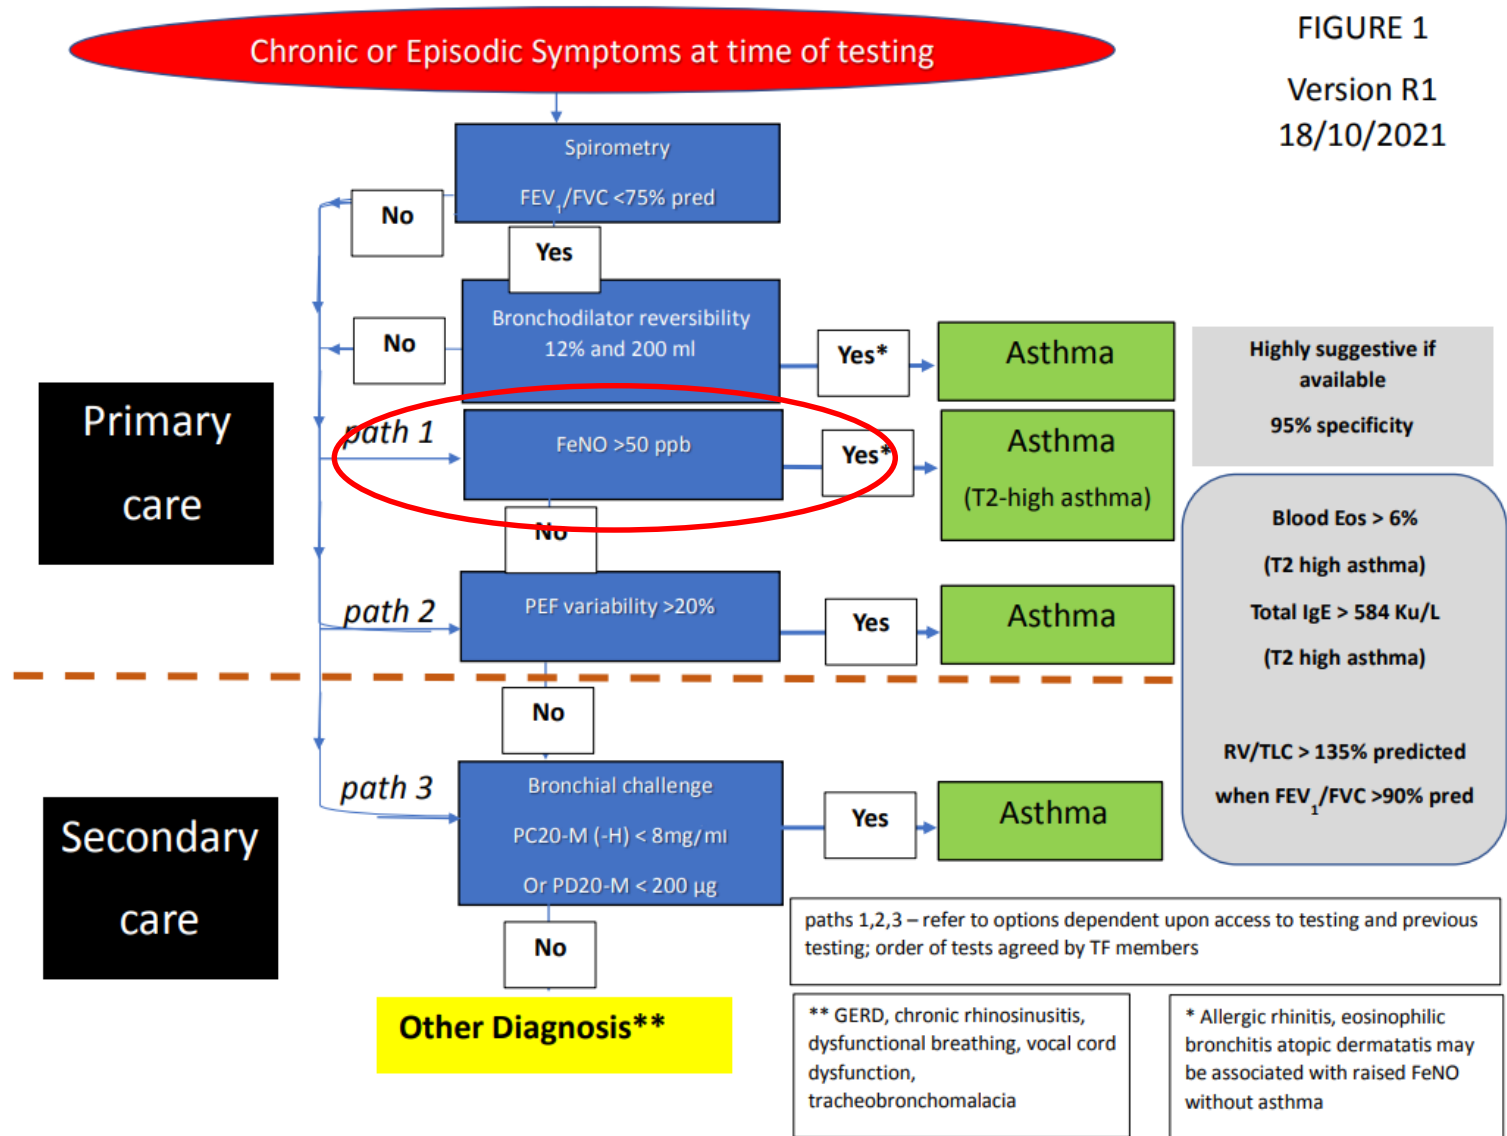 Chronic or Episodic Symptoms at time of testing
FIGURE 1
Version R1
18/10/2021
Spirometry
FEV1/FVC <75% pred
No
Yes
Bronchodilator reversibility
12% and 200 ml
No
Yes*
Asthma
Highly suggestive if
available
95% specificity
Primary
care
path 1
FeNO >50 ppb
Yes*
Asthma
(T2-high asthma)
No
Blood Eos > 6%
(T2 high asthma)
Total IgE > 584 Ku/L
(T2 high asthma)
RV/TLC > 135% predicted
when FEV1/FVC >90% pred
path 2
PEF variability >20%
Yes
Asthma
No
Secondary
care
path 3
Bronchial challenge
PC20-M (-H) < 8mg/ml
Or PD20-M < 200 µg
Yes
Asthma
No
Other Diagnosis**
paths 1,2,3 – refer to options dependent upon access to testing and previous
testing; order of tests agreed by TF members
** GERD, chronic rhinosinusitis,
dysfunctional breathing, vocal cord
dysfunction,
tracheobronchomalacia
* Allergic rhinitis, eosinophilic
bronchitis atopic dermatatis may
be associated with raised FeNO
without asthma